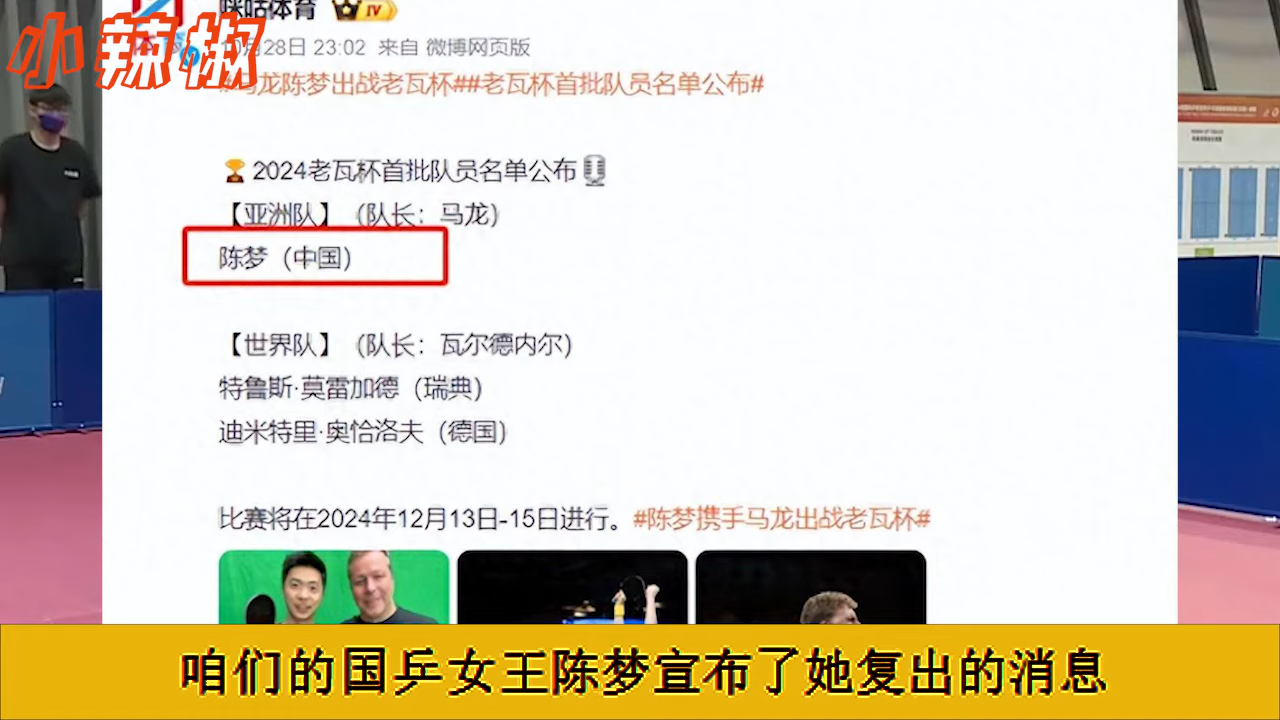 小辣椒
咪咕体育
IV
10月28日 23:02 来自 微博网页版
#马龙陈梦出战老瓦杯##老瓦杯首批队员名单公布#
2024老瓦杯首批队员名单公布
【亚洲队】（队长：马龙）
陈梦（中国）
【世界队】（队长：瓦尔德内尔）
特鲁斯·莫雷加德（瑞典）
迪米特里·奥恰洛夫（德国）
比赛将在2024年12月13日-15日进行。#陈梦携手马龙出战老瓦杯#
咱们的国乒女王陈梦宣布了她复出的消息